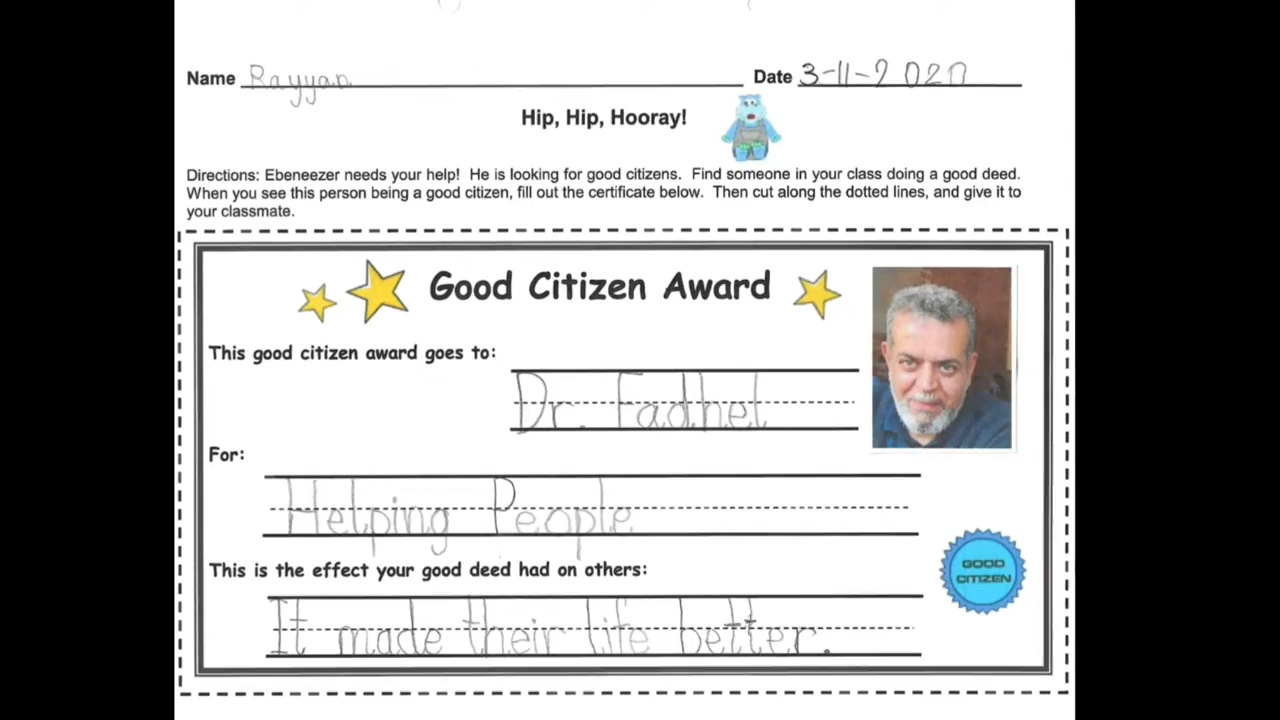 Name Rayyan Date 3-11-2020
Hip, Hip, Hooray!
Directions: Ebeneezer needs your help! He is looking for good citizens. Find someone in your class doing a good deed.
When you see this person being a good citizen, fill out the certificate below. Then cut along the dotted lines, and give it to
your classmate.
Good Citizen Award
This good citizen award goes to:
Dr. Fadhel
For:
Helping People
This is the effect your good deed had on others:
It made their life better.
GOOD
CITIZEN